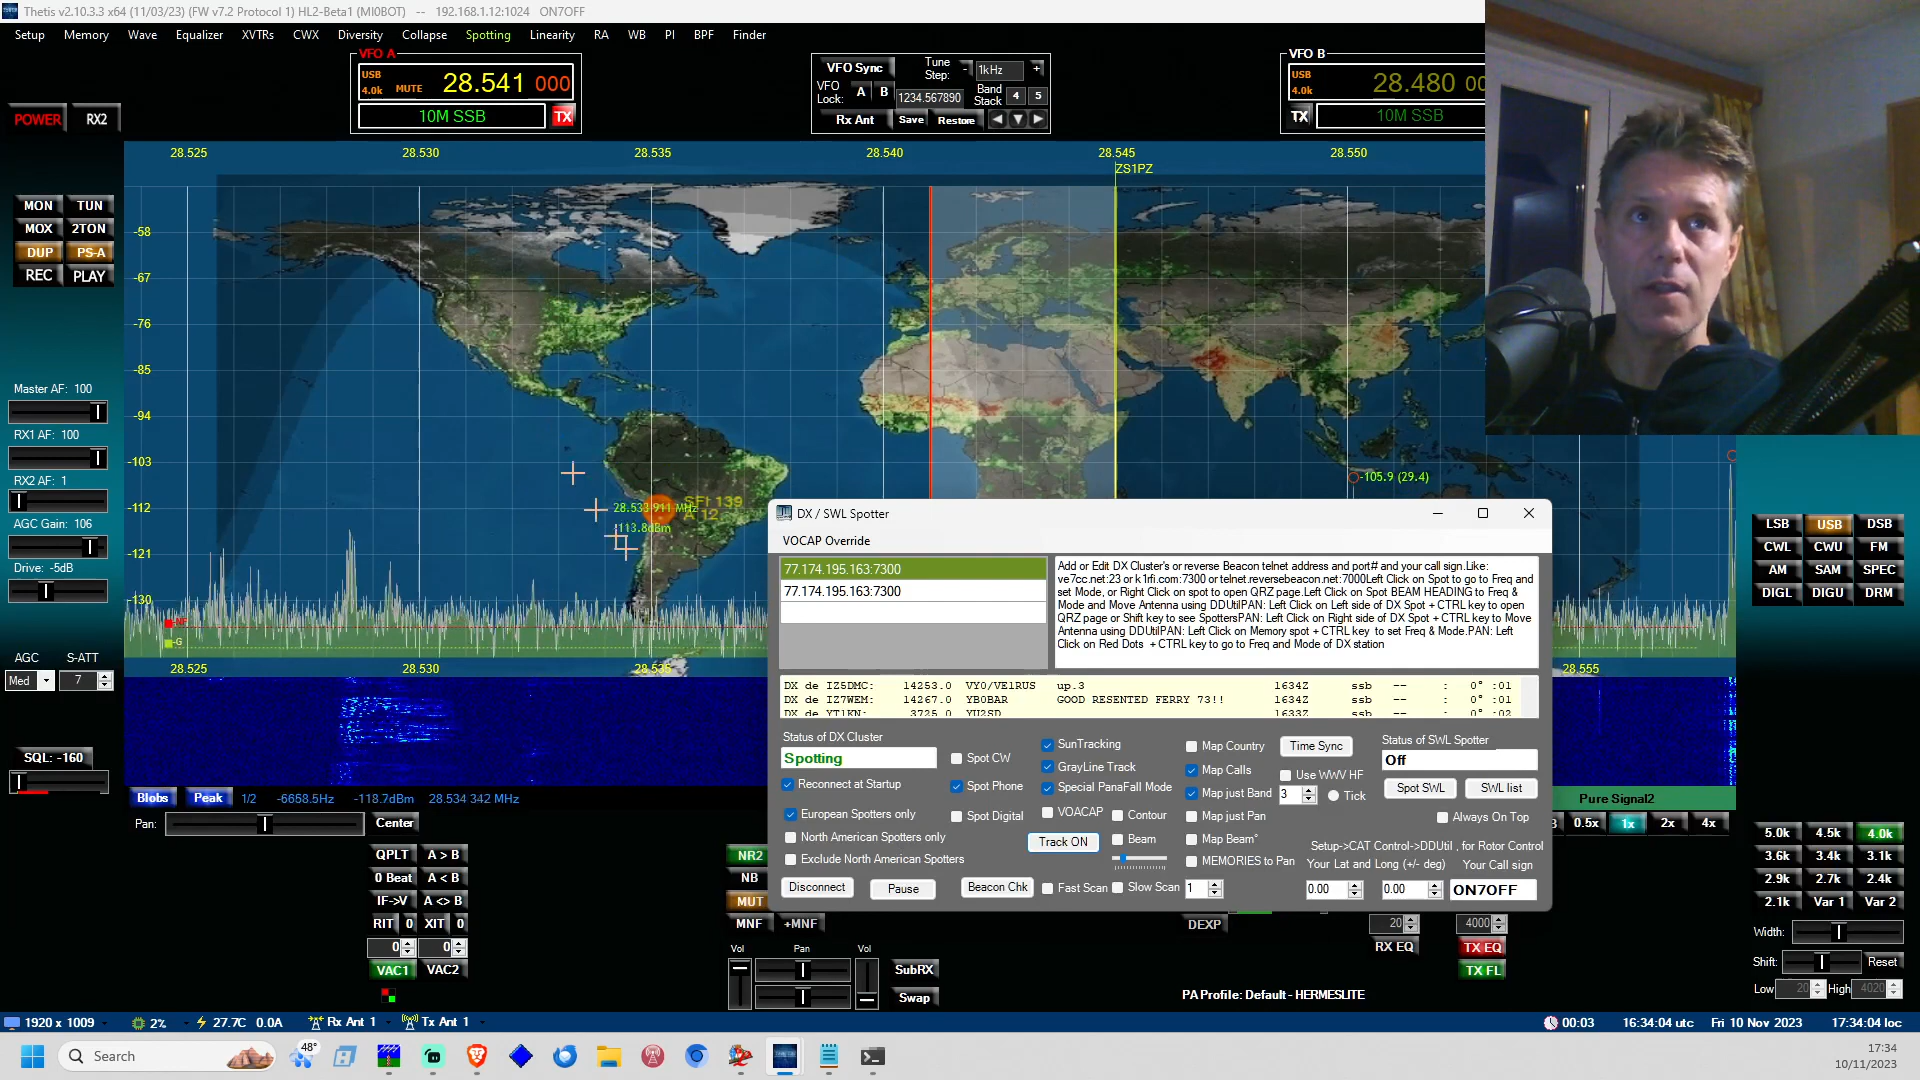 Thetis v2.10.3.3 x64 (11/03/23) (FW v7.2 Protocol 1) HL2-Beta1 (MI0BOT) -- 192.168.1.12:1024 ON7OFF
Setup Memory Wave Equalizer XVTRs CWX Diversity Collapse Spotting Linearity RA WB PI BPF Finder
VFO A
USB
4.0k MUTE 28.541 000
10M SSB TX
VFO Sync
Tune Step: - 1kHz +
VFO Lock: A B 1234.567890
Band Stack 4 5
Rx Ant Save Restore
VFO B
USB
4.0k 28.480 00
TX 10M SSB
POWER RX2
28.525 28.530 28.535 28.540 28.545 28.550
ZS1PZ
MON TUN
MOX 2TON
DUP PS-A
REC PLAY
-58
-67
-76
-85
-94
-103
-112
-121
-130
Master AF: 100
RX1 AF: 100
RX2 AF: 1
AGC Gain: 106
Drive: -5dB
SFI 139
A 12
28.533 911 MHz
-113.8dBm
-105.9 (29.4)
-NF
-G
28.525 28.530 28.535 28.555
AGC S-ATT
Med 7
SQL: -160
LSB USB DSB
CWL CWU FM
AM SAM SPEC
DIGL DIGU DRM
DX / SWL Spotter
VOCAP Override
77.174.195.163:7300
77.174.195.163:7300
Add or Edit DX Cluster's or reverse Beacon telnet address and port# and your call sign.Like:
ve7cc.net:23 or k1rfi.com:7300 or telnet.reversebeacon.net:7000Left Click on Spot to go to Freq and
set Mode, or Right Click on spot to open QRZ page.Left Click on Spot BEAM HEADING to Freq &
Mode and Move Antenna using DDUtilPAN: Left Click on Left side of DX Spot + CTRL key to open
QRZ page or Shift key to see SpottersPAN: Left Click on Right side of DX Spot + CTRL key to Move
Antenna using DDUtilPAN: Left Click on Memory spot + CTRL key to set Freq & Mode.PAN: Left
Click on Red Dots + CTRL key to go to Freq and Mode of DX station
DX de IZ5DMC: 14253.0 VY0/VE1RUS up.3 1634Z ssb -- : 0° :01
DX de IZ7WEM: 14267.0 YB0BAR GOOD RESENTED FERRY 73!! 1634Z ssb -- : 0° :01
DX de YT1KN: 3725.0 YU2SD 1633Z ssb -- : 0° :02
Status of DX Cluster
Spotting
Reconnect at Startup
European Spotters only
North American Spotters only
Exclude North American Spotters
Disconnect Pause Beacon Chk
Spot CW
Spot Phone
Spot Digital
SunTracking
GrayLine Track
Special PanaFall Mode
VOACAP Contour
Track ON Beam
Fast Scan Slow Scan 1
Map Country
Map Calls
Map just Band
Map just Pan
Map Beam°
MEMORIES to Pan
Time Sync
Use WWV HF
3 Tick
Status of SWL Spotter
Off
Spot SWL SWL list
Always On Top
Setup->CAT Control->DDUtil , for Rotor Control
Your Lat and Long (+/- deg) Your Call sign
0.00 0.00 ON7OFF
Blobs Peak 1/2 -6658.5Hz -118.7dBm 28.534 342 MHz
Pan: Center
Pure Signal2
0.5x 1x 2x 4x
QPLT A > B
0 Beat A < B
IF->V A <> B
RIT 0 XIT 0
0 0
VAC1 VAC2
NR2
NB
MUT
MNF +MNF
Vol Pan Vol
SubRX
Swap
DEXP
20 4000
RX EQ TX EQ
TX FL
PA Profile: Default - HERMESLITE
5.0k 4.5k 4.0k
3.6k 3.4k 3.1k
2.9k 2.7k 2.4k
2.1k Var 1 Var 2
Width:
Shift: Reset
Low 20 High 4020
1920 x 1009 2% 27.7C 0.0A Rx Ant 1 Tx Ant 1 00:03 16:34:04 utc Fri 10 Nov 2023 17:34:04 loc
Search 48°
17:34
10/11/2023